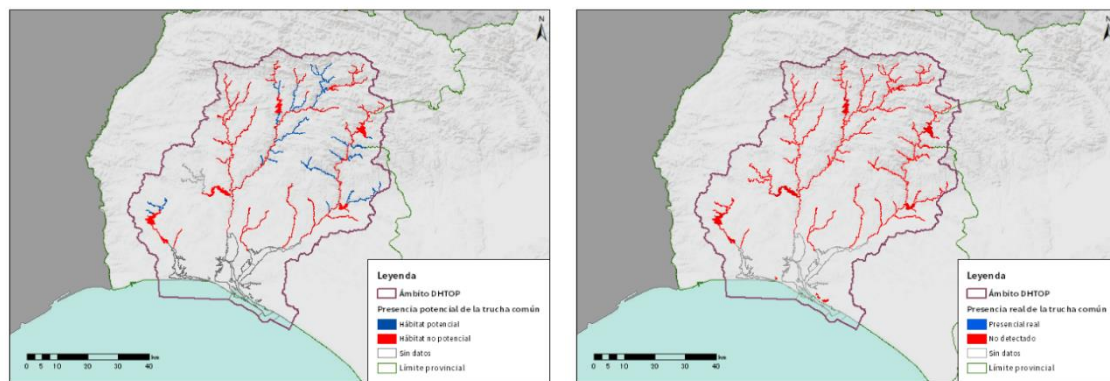 N
Leyenda
Ámbito DHTOP
Presencia potencial de la trucha común
Hábitat potencial
Hábitat no potencial
Sin datos
Límite provincial
0 5 10 20 30 40
km
N
Leyenda
Ámbito DHTOP
Presencia real de la trucha común
Presencial real
No detectado
Sin datos
Límite provincial
0 5 10 20 30 40
km